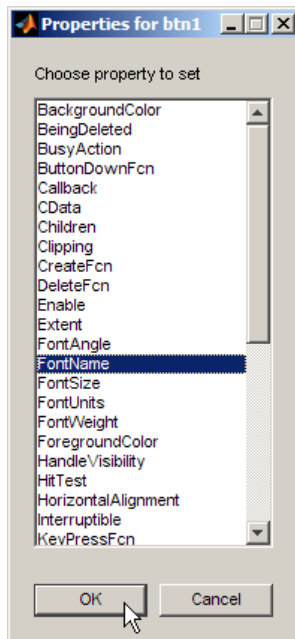 Properties for btn1
Choose property to set
BackgroundColor
BeingDeleted
BusyAction
ButtonDownFcn
Callback
CData
Children
Clipping
CreateFcn
DeleteFcn
Enable
Extent
FontAngle
FontName
FontSize
FontUnits
FontWeight
ForegroundColor
HandleVisibility
HitTest
HorizontalAlignment
Interruptible
KeyPressFcn
OK Cancel